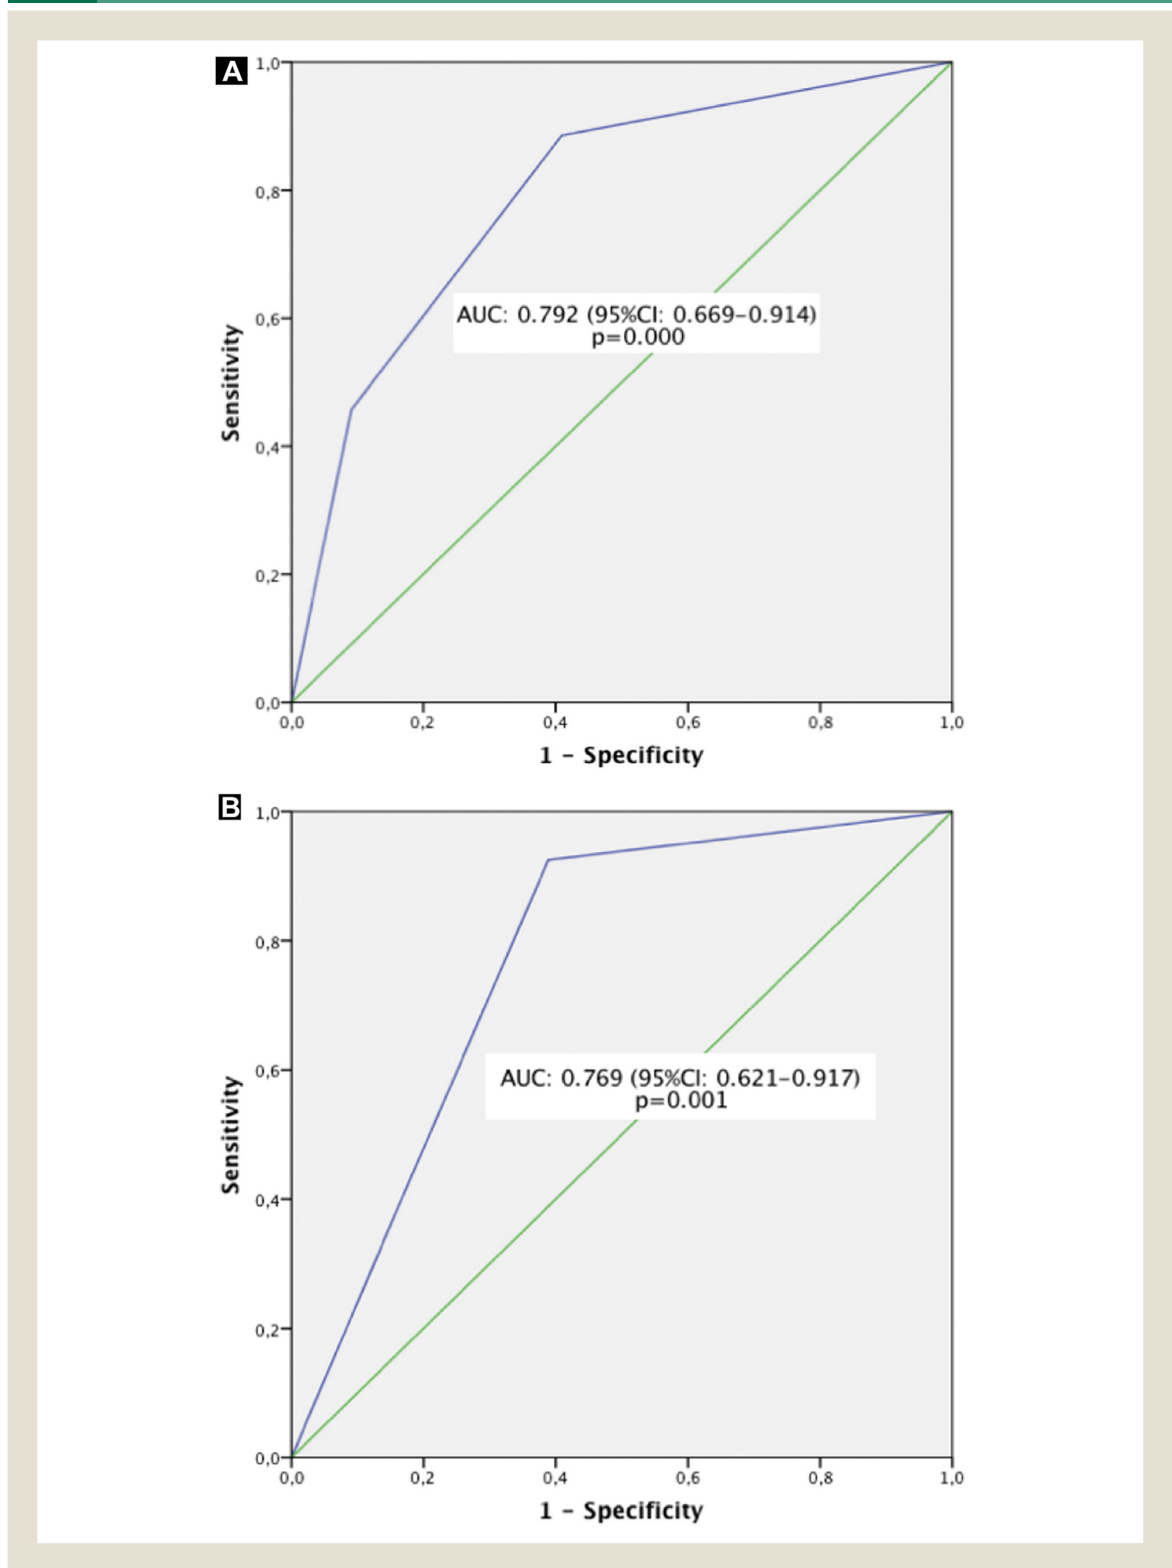 A
1,0
0,8
0,6
0,4
0,2
0,0
Sensitivity
AUC: 0.792 (95%CI: 0.669-0.914)
p=0.000
0,0 0,2 0,4 0,6 0,8 1,0
1 - Specificity
B
1,0
0,8
0,6
0,4
0,2
0,0
Sensitivity
AUC: 0.769 (95%CI: 0.621-0.917)
p=0.001
0,0 0,2 0,4 0,6 0,8 1,0
1 - Specificity